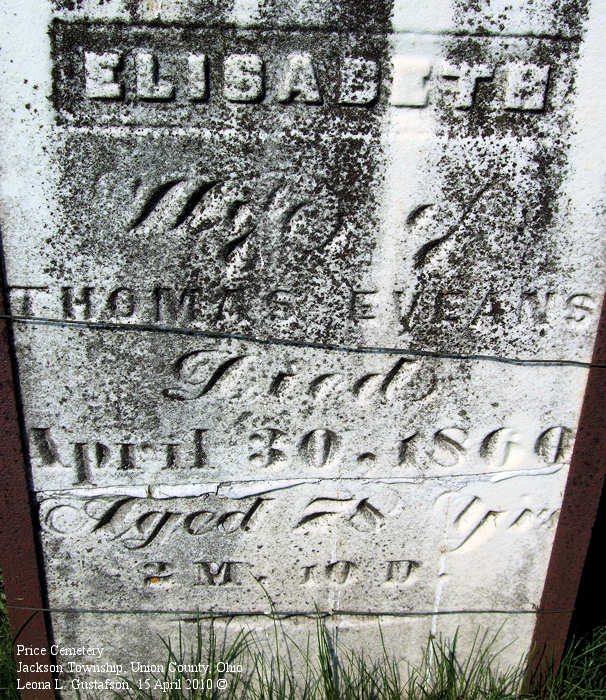 ELISABETH
Wife of
THOMAS EVEANS
Died
April 30, 1860
Aged 78 Yrs
2 M. 10 D.
Price Cemetery
Jackson Township, Union County, Ohio
Leona L. Gustafson, 15 April 2010 ©